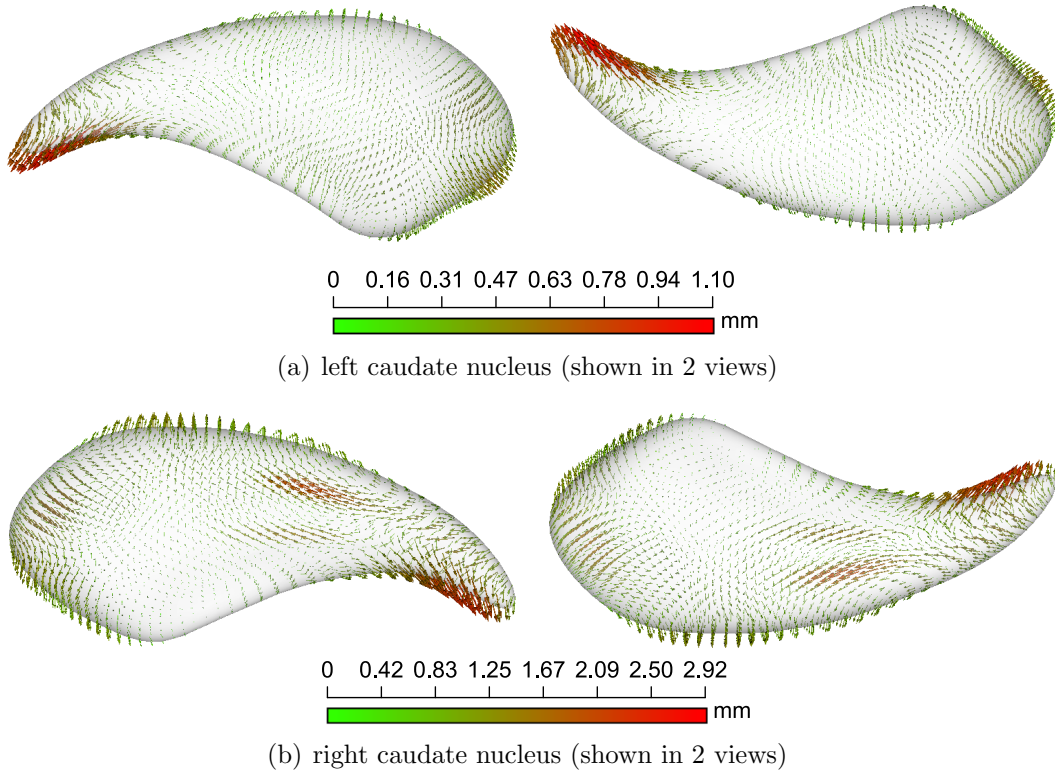 0 0.16 0.31 0.47 0.63 0.78 0.94 1.10
mm
(a) left caudate nucleus (shown in 2 views)
0 0.42 0.83 1.25 1.67 2.09 2.50 2.92
mm
(b) right caudate nucleus (shown in 2 views)